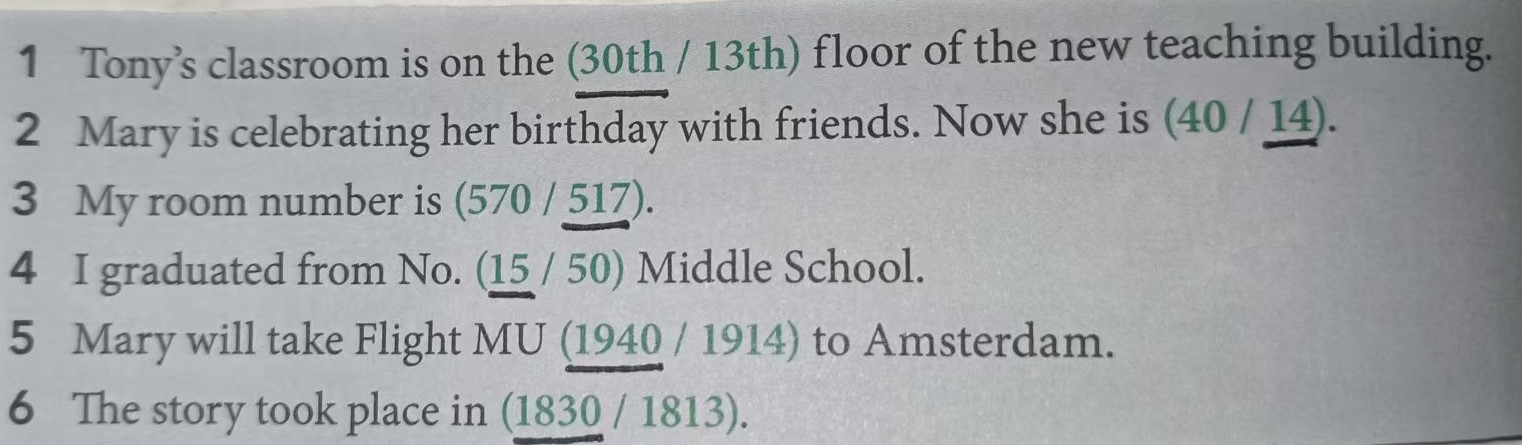 1 Tony's classroom is on the (30th / 13th) floor of the new teaching building.
2 Mary is celebrating her birthday with friends. Now she is (40 / 14).
3 My room number is (570 / 517).
4 I graduated from No. (15 / 50) Middle School.
5 Mary will take Flight MU (1940 / 1914) to Amsterdam.
6 The story took place in (1830 / 1813).